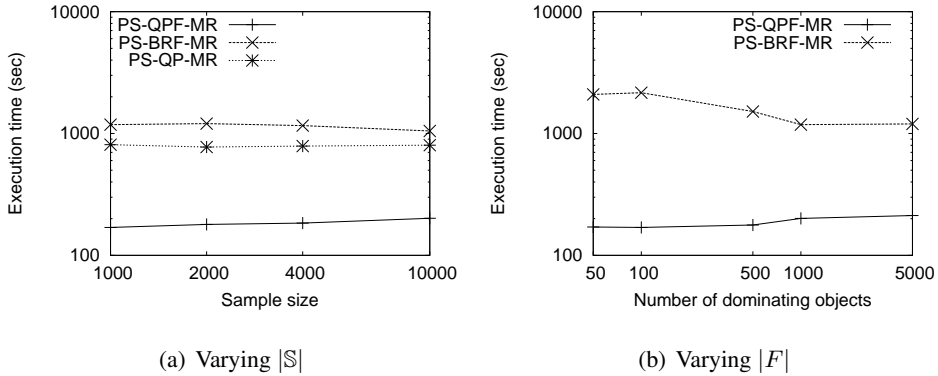 10000
1000
100
Execution time (sec)
PS-QPF-MR
PS-BRF-MR
PS-QP-MR
1000 2000 4000 10000
Sample size
(a) Varying |𝕊|
10000
1000
100
Execution time (sec)
PS-QPF-MR
PS-BRF-MR
50 100 500 1000 5000
Number of dominating objects
(b) Varying |F|